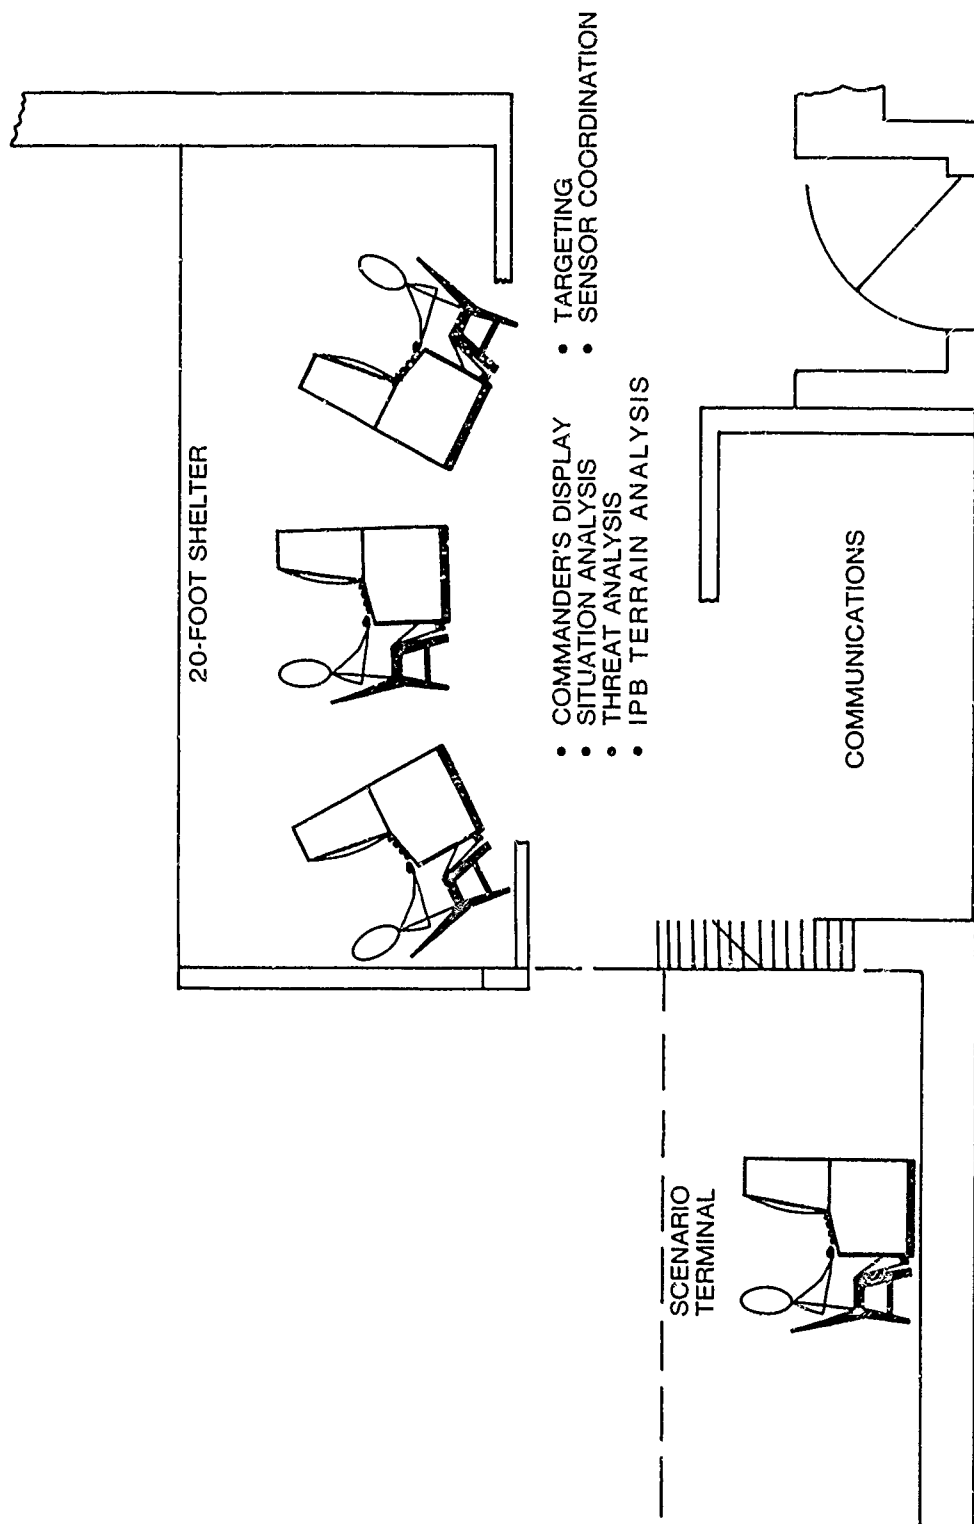 20-FOOT SHELTER
• COMMANDER'S DISPLAY
• SITUATION ANALYSIS
• THREAT ANALYSIS
• IPB TERRAIN ANALYSIS
• TARGETING
• SENSOR COORDINATION
SCENARIO
TERMINAL
COMMUNICATIONS